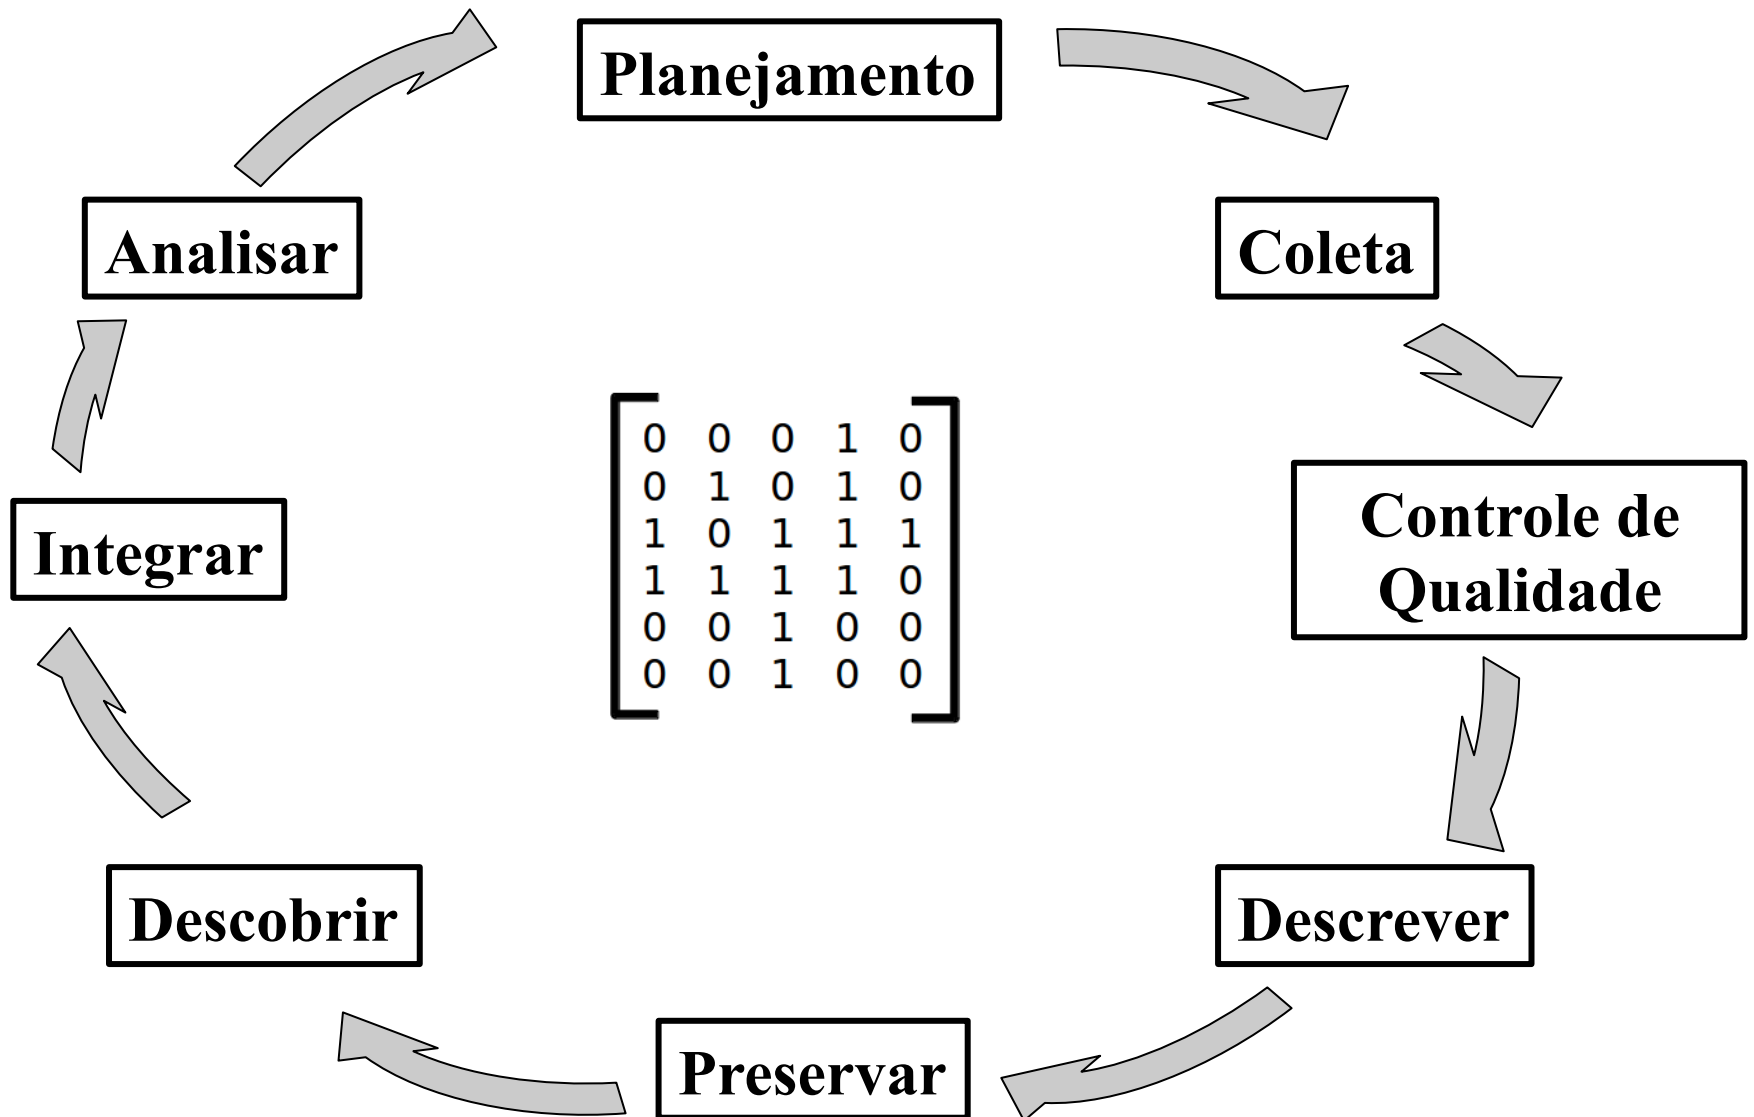 Planejamento
Analisar
Coleta
0 0 0 1 0
0 1 0 1 0
1 0 1 1 1
1 1 1 1 0
0 0 1 0 0
0 0 1 0 0
Controle de
Qualidade
Integrar
Descobrir
Descrever
Preservar